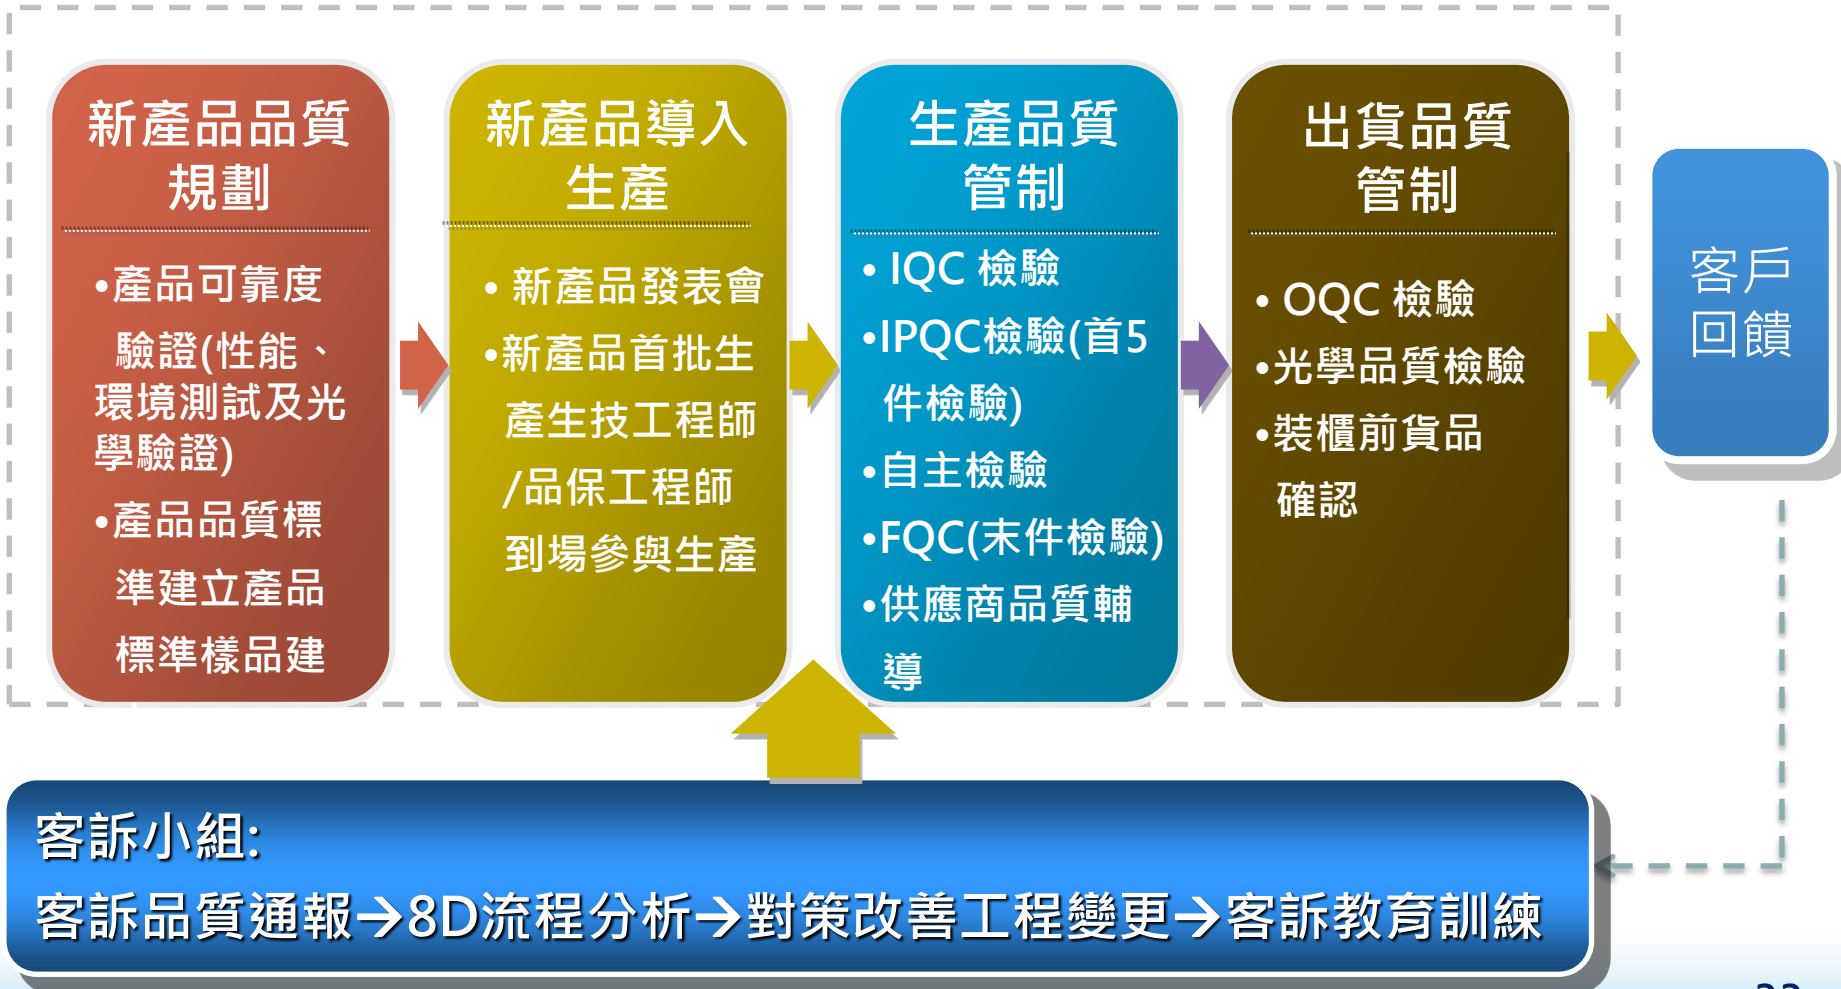 新產品品質
規劃
•產品可靠度
驗證(性能、
環境測試及光
學驗證)
•產品品質標
準建立產品
標準樣品建
新產品導入
生產
• 新產品發表會
•新產品首批生
產生技工程師
/品保工程師
到場參與生產
生產品質
管制
• IQC 檢驗
•IPQC檢驗(首5
件檢驗)
•自主檢驗
•FQC(末件檢驗)
•供應商品質輔
導
出貨品質
管制
• OQC 檢驗
•光學品質檢驗
•裝櫃前貨品
確認
客戶
回饋
客訴小組:
客訴品質通報→8D流程分析→對策改善工程變更→客訴教育訓練